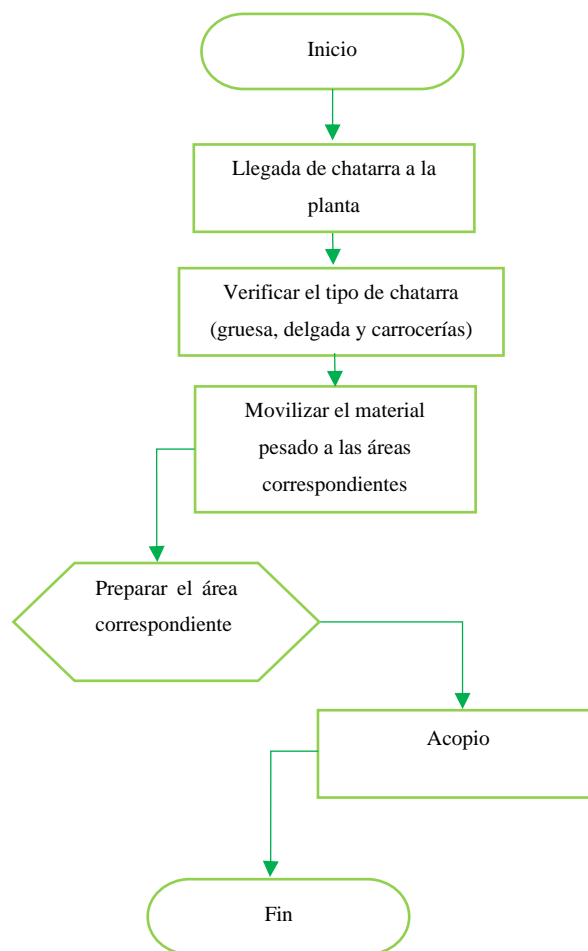 Inicio
Llegada de chatarra a la
planta
Verificar el tipo de chatarra
(gruesa, delgada y carrocerías)
Movilizar el material
pesado a las áreas
correspondientes
Preparar el área
correspondiente
Acopio
Fin